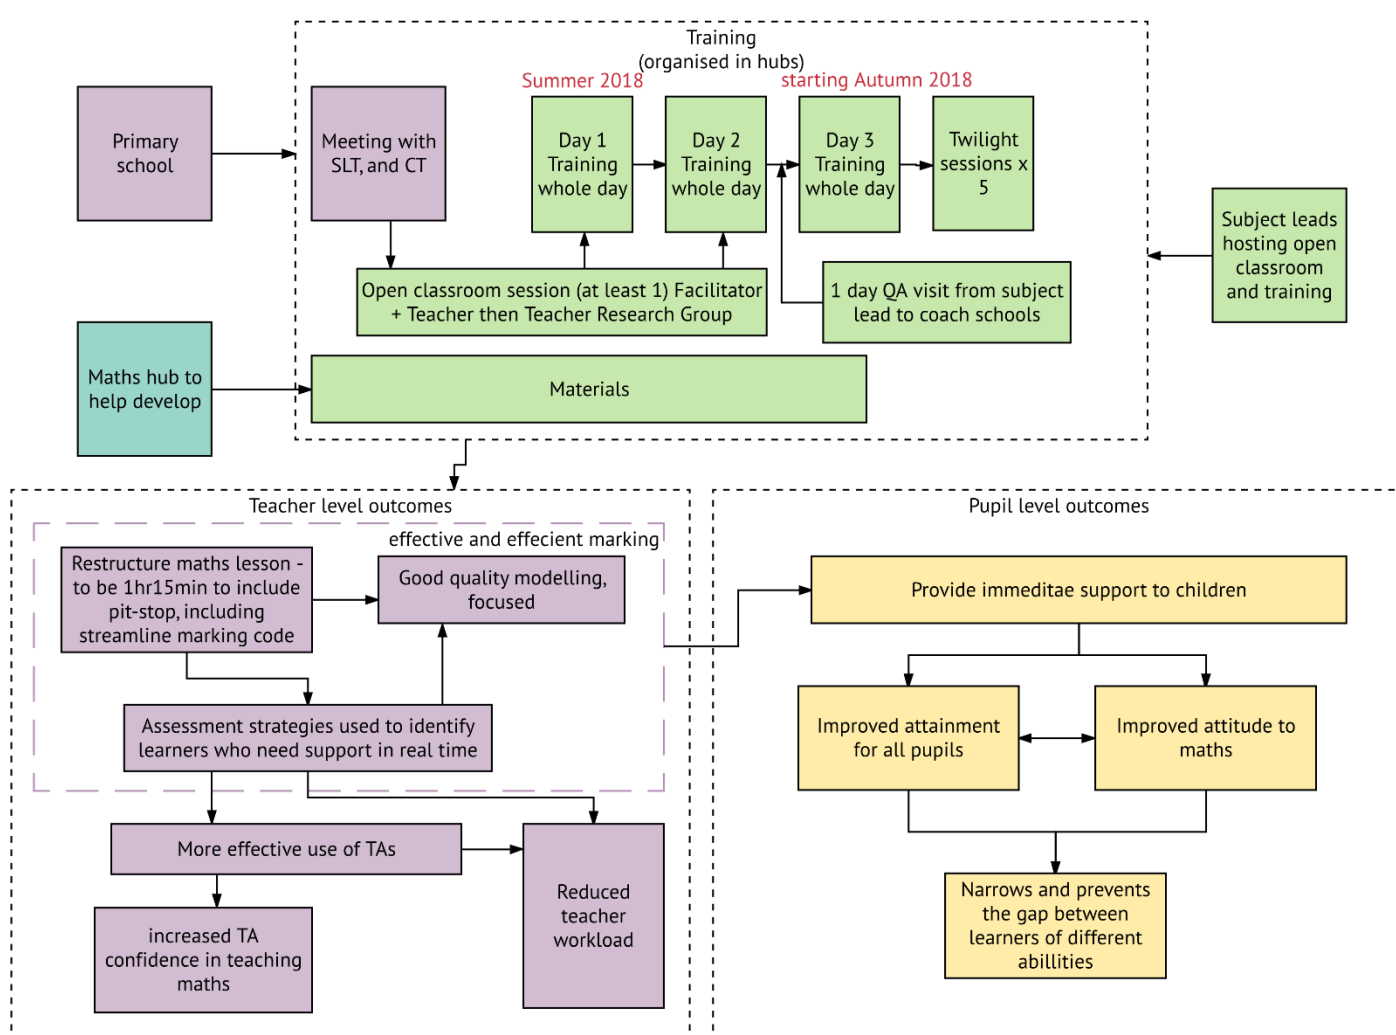 Training
(organised in hubs)
Summer 2018
starting Autumn 2018
Primary
school
Meeting with
SLT, and CT
Day 1
Training
whole day
Day 2
Training
whole day
Day 3
Training
whole day
Twilight
sessions x
5
Subject leads
hosting open
classroom
and training
Open classroom session (at least 1) Facilitator
+ Teacher then Teacher Research Group
1 day QA visit from subject
lead to coach schools
Maths hub to
help develop
Materials
Teacher level outcomes
effective and effecient marking
Restructure maths lesson -
to be 1hr15min to include
pit-stop, including
streamline marking code
Good quality modelling,
focused
Assessment strategies used to identify
learners who need support in real time
More effective use of TAs
Reduced
teacher
workload
increased TA
confidence in teaching
maths
Pupil level outcomes
Provide immeditae support to children
Improved attainment
for all pupils
Improved attitude to
maths
Narrows and prevents
the gap between
learners of different
abillities